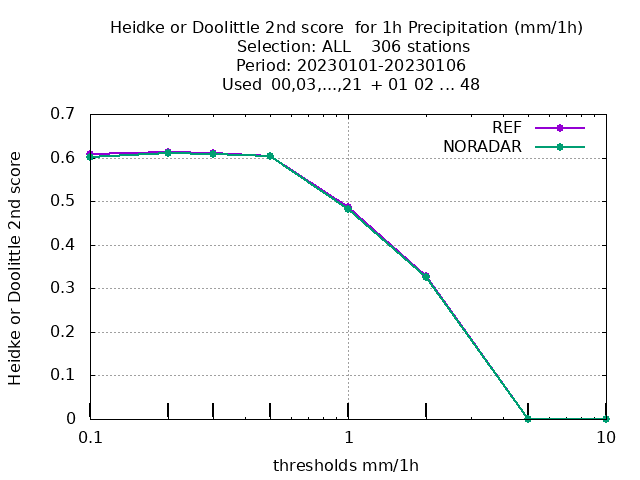 Heidke or Doolittle 2nd score  for 1h Precipitation (mm/1h)
Selection: ALL    306 stations
Period: 20230101-20230106
Used  00,03,...,21  + 01 02 ... 48
REF
NORADAR
0.7
0.6
0.5
0.4
0.3
0.2
0.1
0
Heidke or Doolittle 2nd score
0.1
1
10
thresholds mm/1h